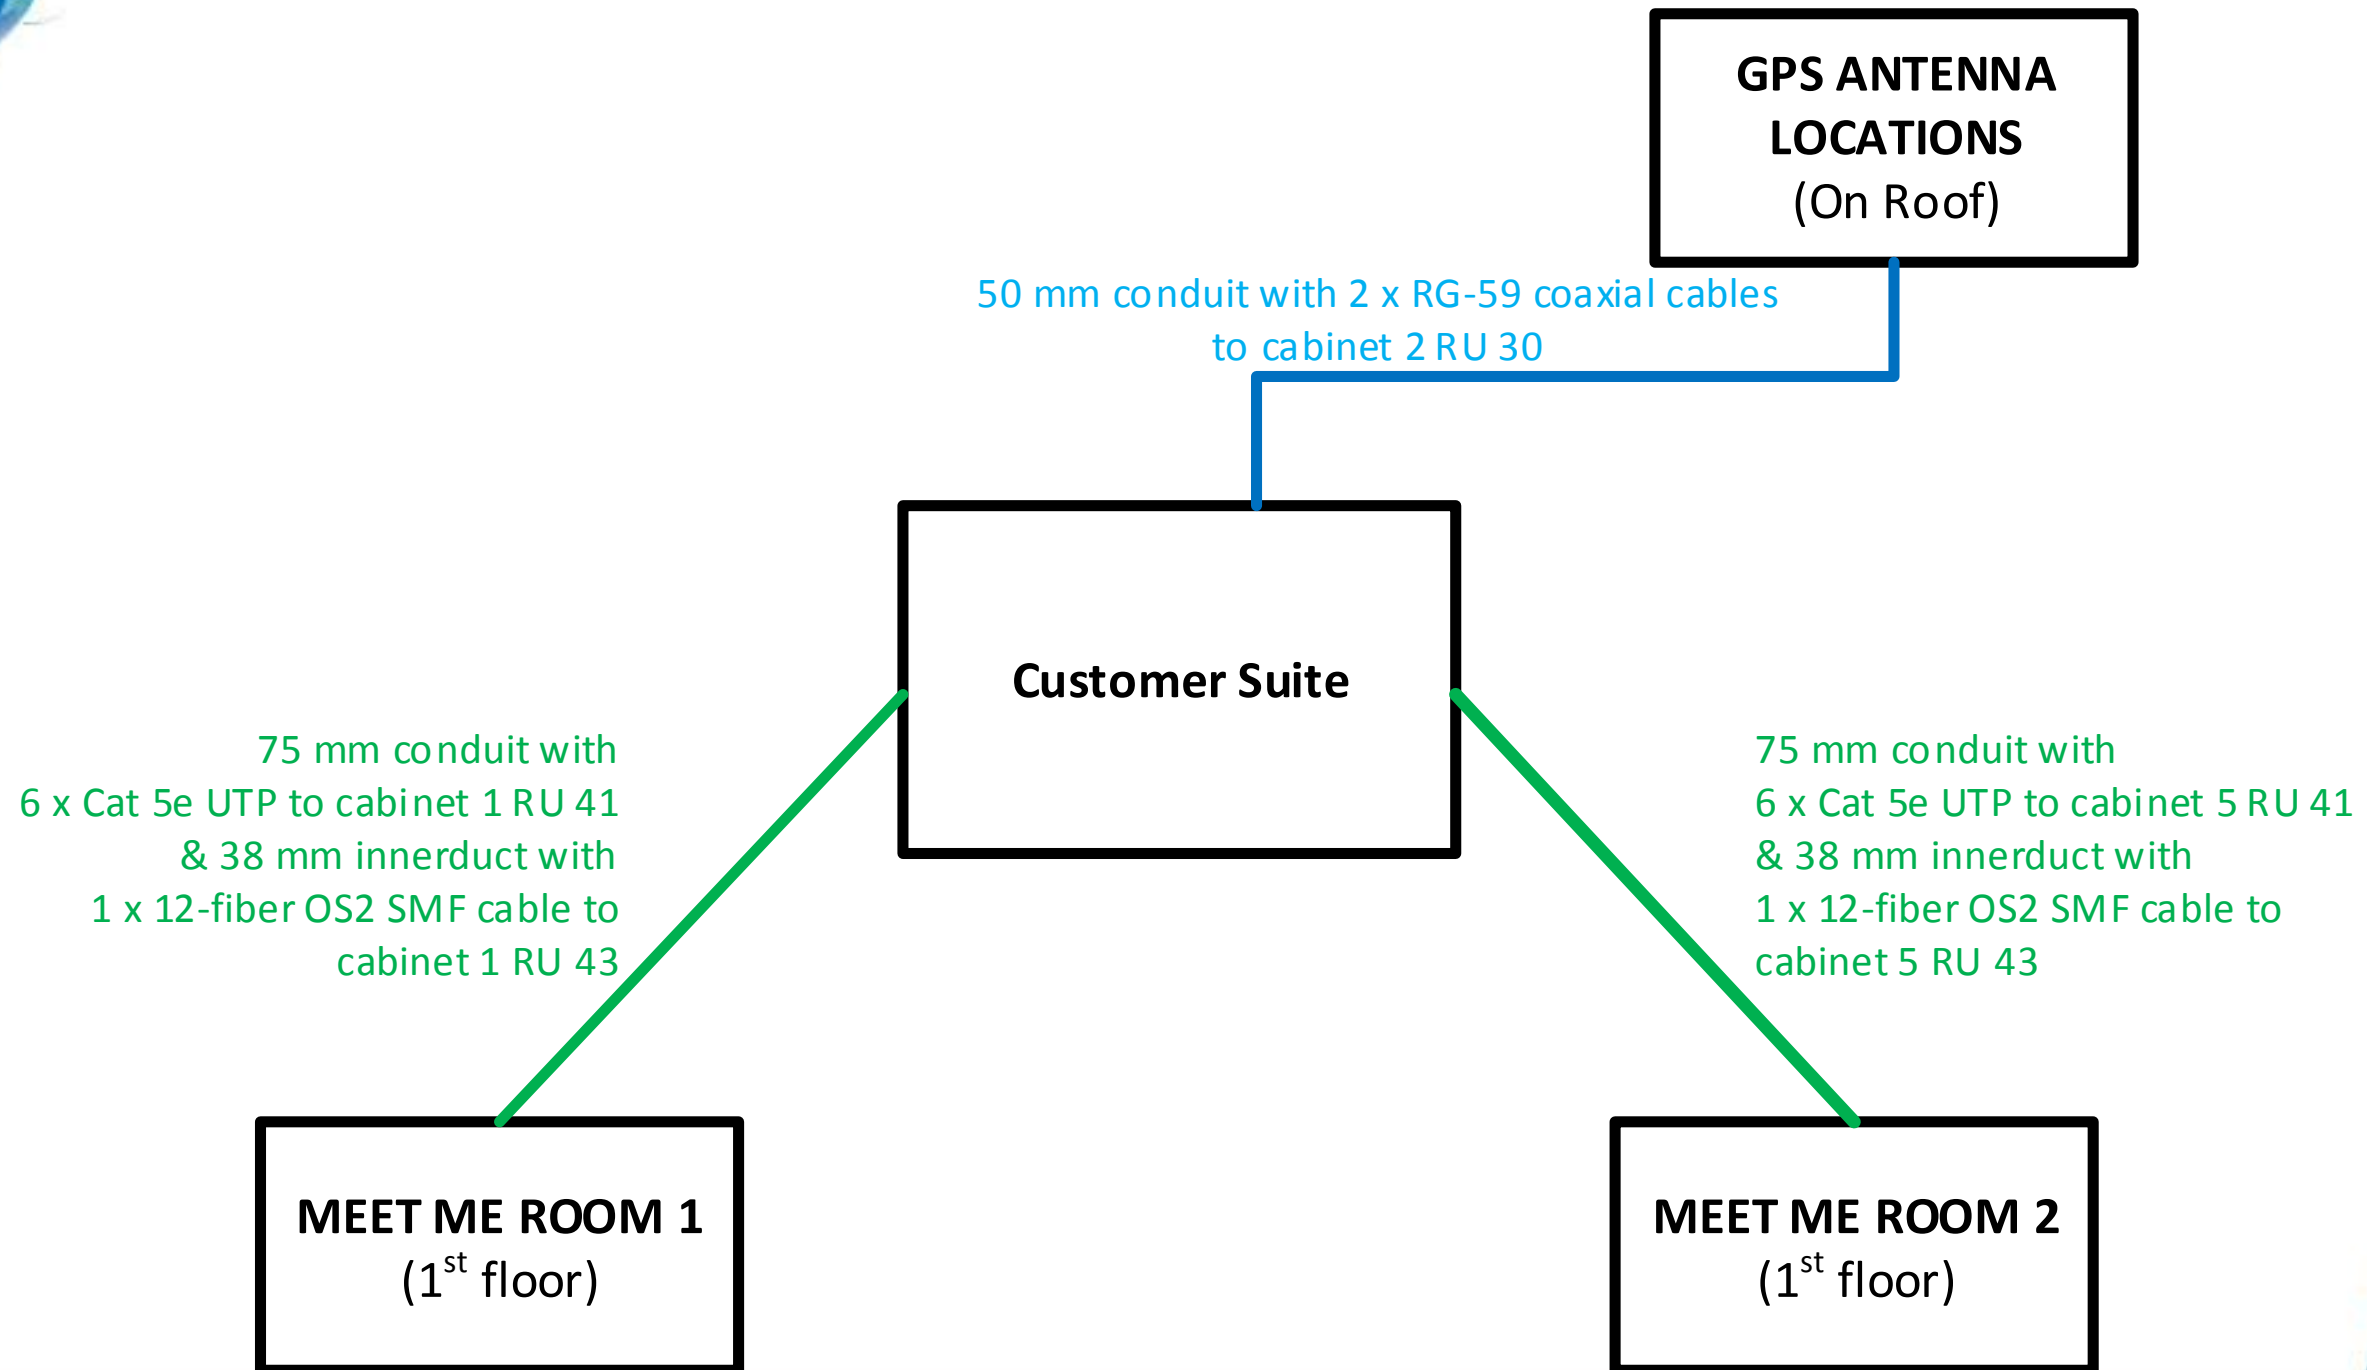 GPS ANTENNA
LOCATIONS
(On Roof)
50 mm conduit with 2 x RG-59 coaxial cables
to cabinet 2 RU 30
Customer Suite
75 mm conduit with
6 x Cat 5e UTP to cabinet 1 RU 41
& 38 mm innerduct with
1 x 12-fiber OS2 SMF cable to
cabinet 1 RU 43
75 mm conduit with
6 x Cat 5e UTP to cabinet 5 RU 41
& 38 mm innerduct with
1 x 12-fiber OS2 SMF cable to
cabinet 5 RU 43
MEET ME ROOM 1
(1st floor)
MEET ME ROOM 2
(1st floor)